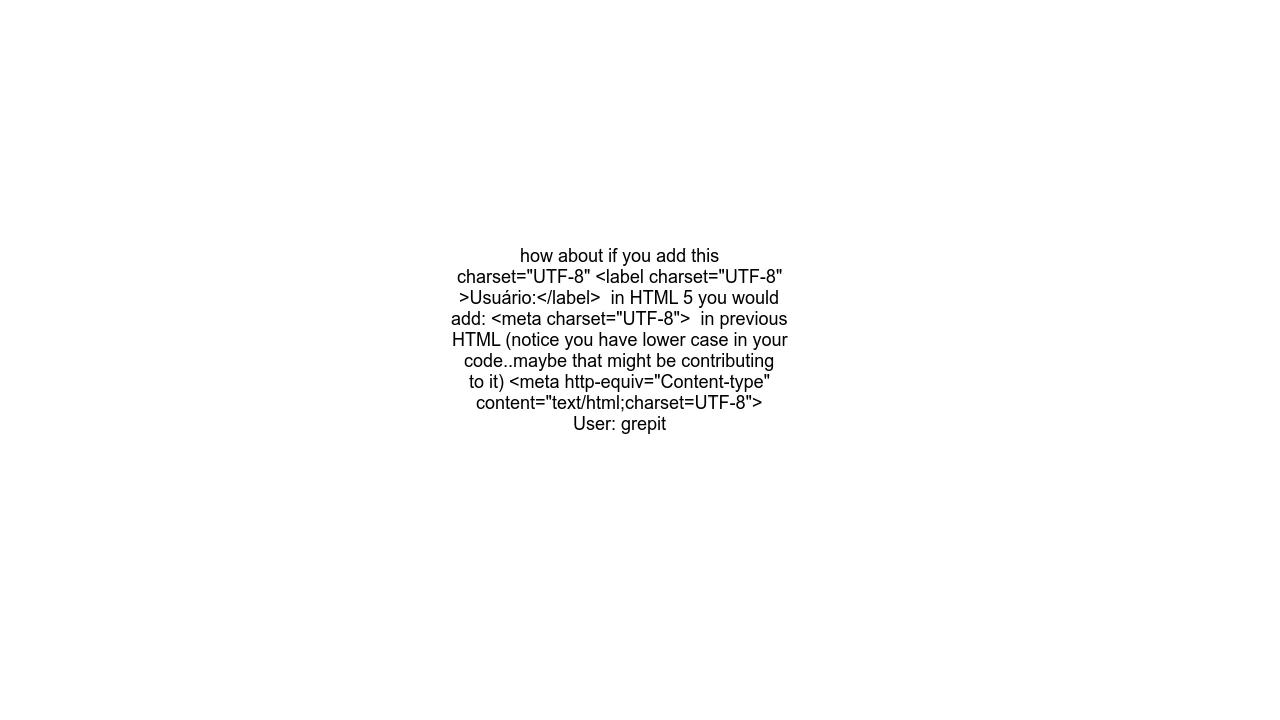 how about if you add this
charset="UTF-8" <label charset="UTF-8"
>Usuário:</label>  in HTML 5 you would
add: <meta charset="UTF-8">  in previous
HTML (notice you have lower case in your
code..maybe that might be contributing
to it) <meta http-equiv="Content-type"
content="text/html;charset=UTF-8">
User: grepit